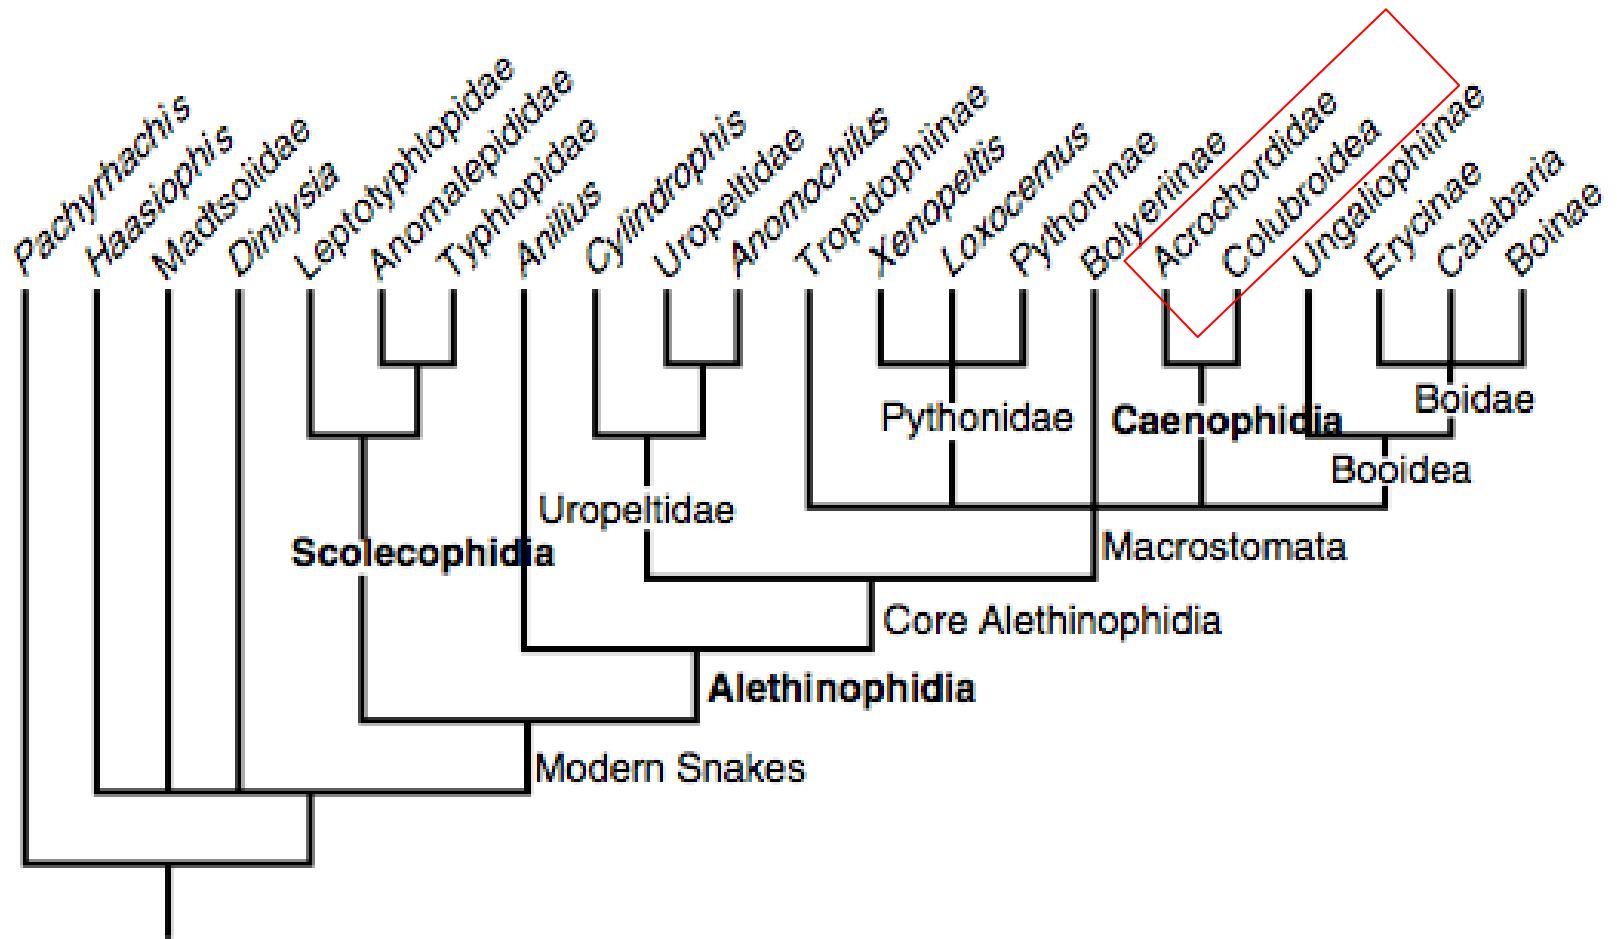 Pachyrhachis
Haasiophis
Madtsoiidae
Dinilysia
Leptotyphlopidae
Anomalepididae
Typhlopidae
Anilius
Cylindrophis
Uropeltidae
Anomochilus
Tropidophiinae
Xenopeltis
Loxocemus
Pythoninae
Bolyeriinae
Acrochordidae
Colubroidea
Ungaliophiinae
Erycinae
Calabaria
Boinae
Boidae
Pythonidae
Caenophidia
Booidea
Uropeltidae
Macrostomata
Scolecophidia
Core Alethinophidia
Alethinophidia
Modern Snakes